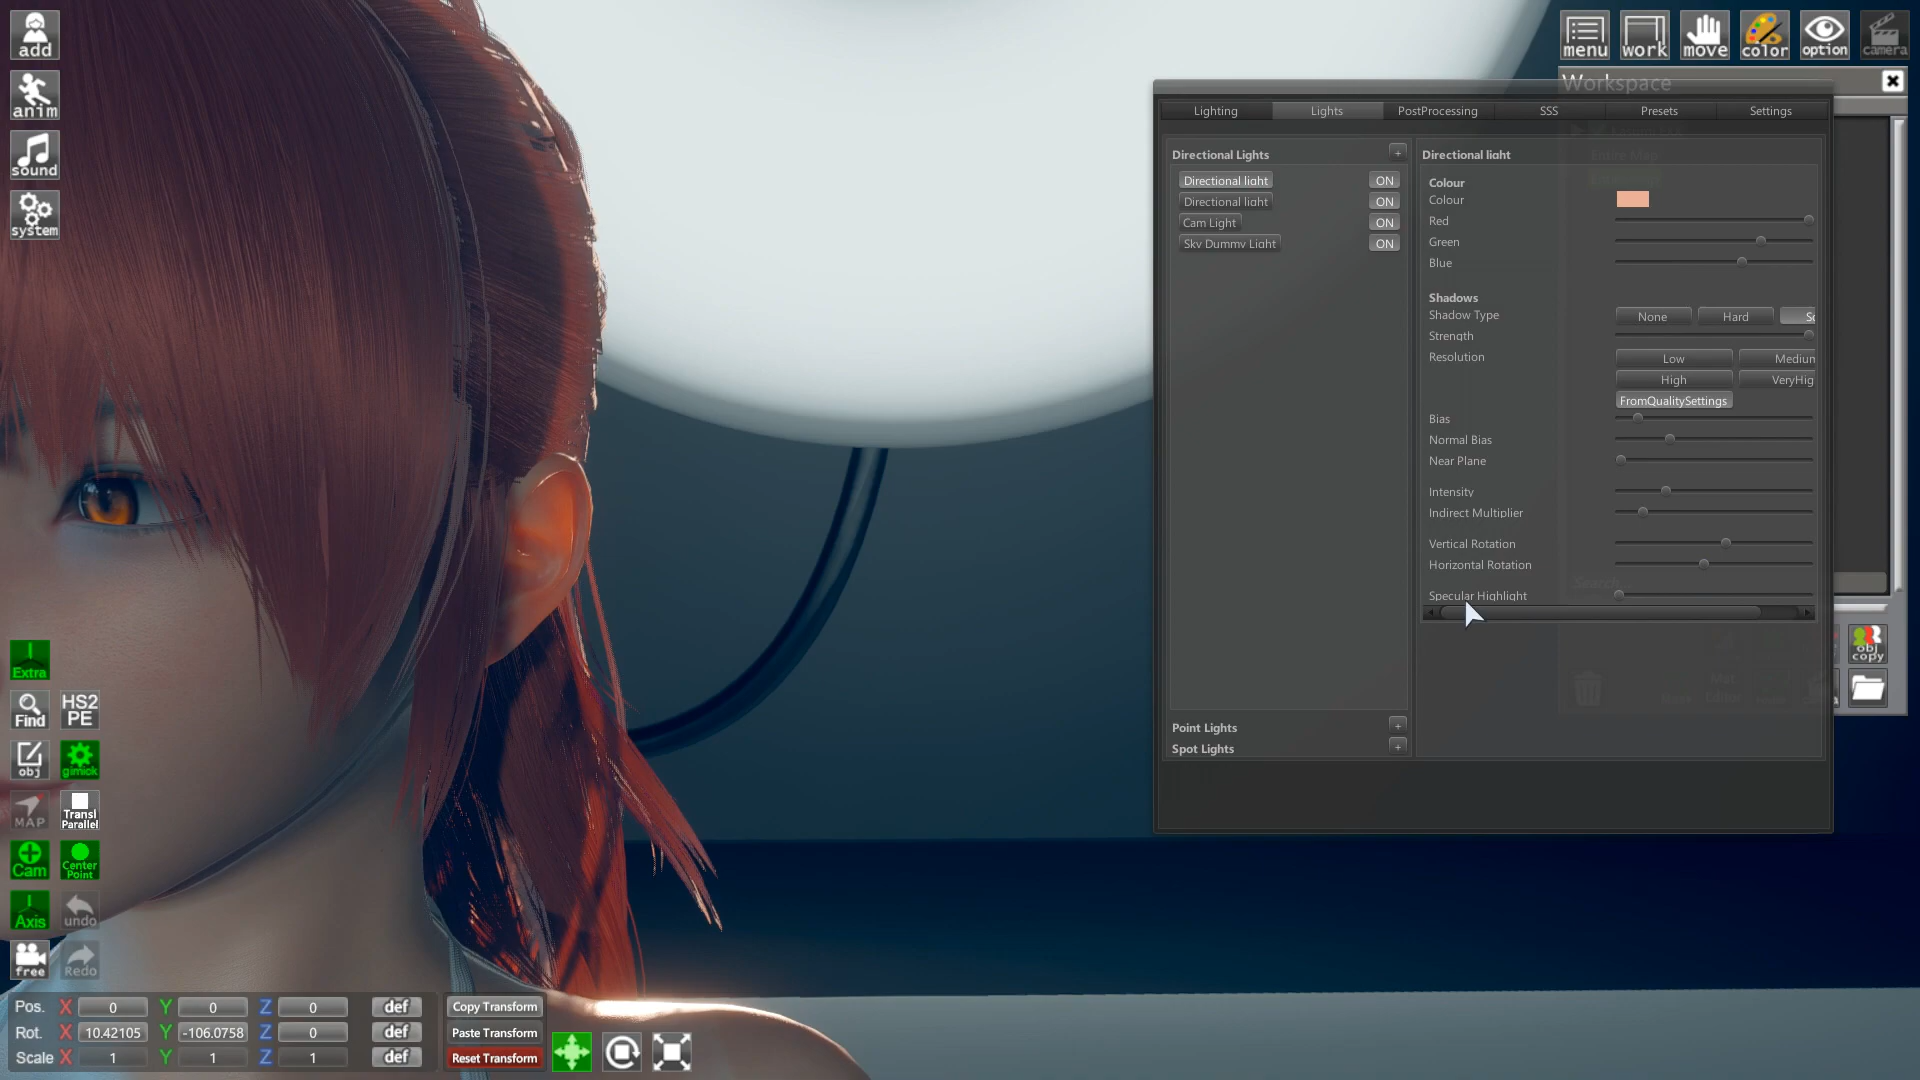 add
anim
sound
system
menu
work
move
color
option
camera
Workspace
Lighting
Lights
PostProcessing
SSS
Presets
Settings
Directional Lights
+
Directional light
ON
Directional light
ON
Cam Light
ON
Sky Dummy Light
ON
Point Lights
+
Spot Lights
+
Directional light
Colour
Colour
Red
Green
Blue
Shadows
Shadow Type
None
Hard
Strength
Resolution
Low
Medium
High
VeryHig
FromQualitySettings
Bias
Normal Bias
Near Plane
Intensity
Indirect Multiplier
Vertical Rotation
Horizontal Rotation
Specular Highlight
Search...
obj
copy
Extra
Find
HS2
PE
obj
gimick
MAP
Transl
Parallel
Cam
Center
Point
Axis
undo
free
Redo
Pos. X 0 Y 0 Z 0 def
Rot. X 10.42105 Y -106.0758 Z 0 def
Scale X 1 Y 1 Z 1 def
Copy Transform
Paste Transform
Reset Transform